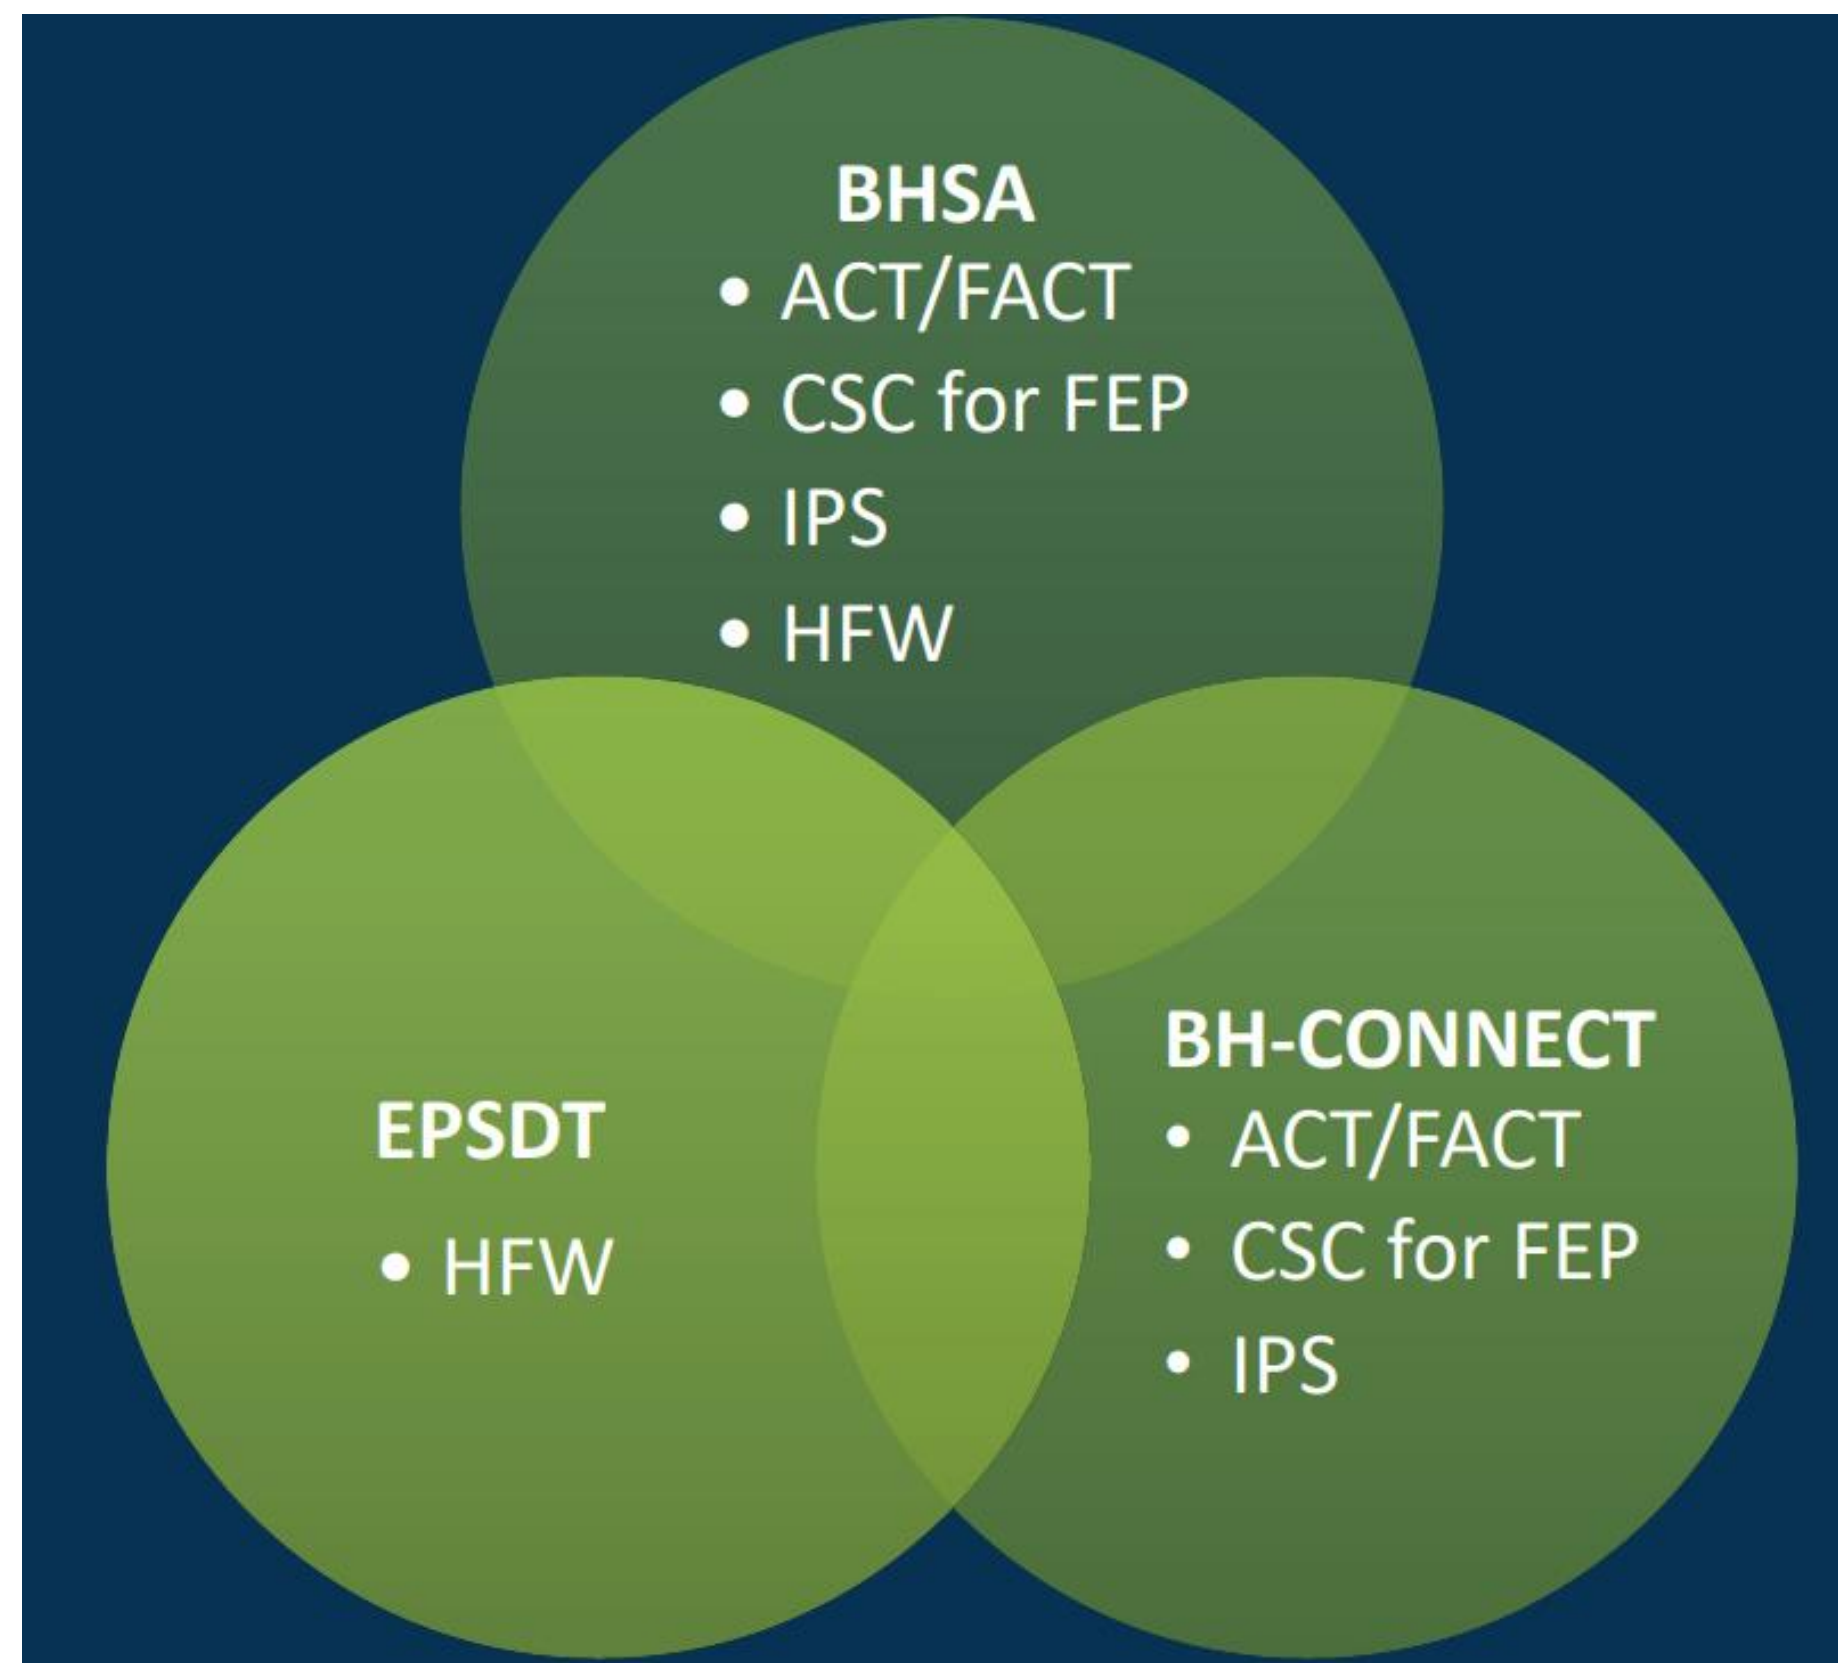 BHSA
• ACT/FACT
• CSC for FEP
• IPS
• HFW
EPSDT
• HFW
BH-CONNECT
• ACT/FACT
• CSC for FEP
• IPS